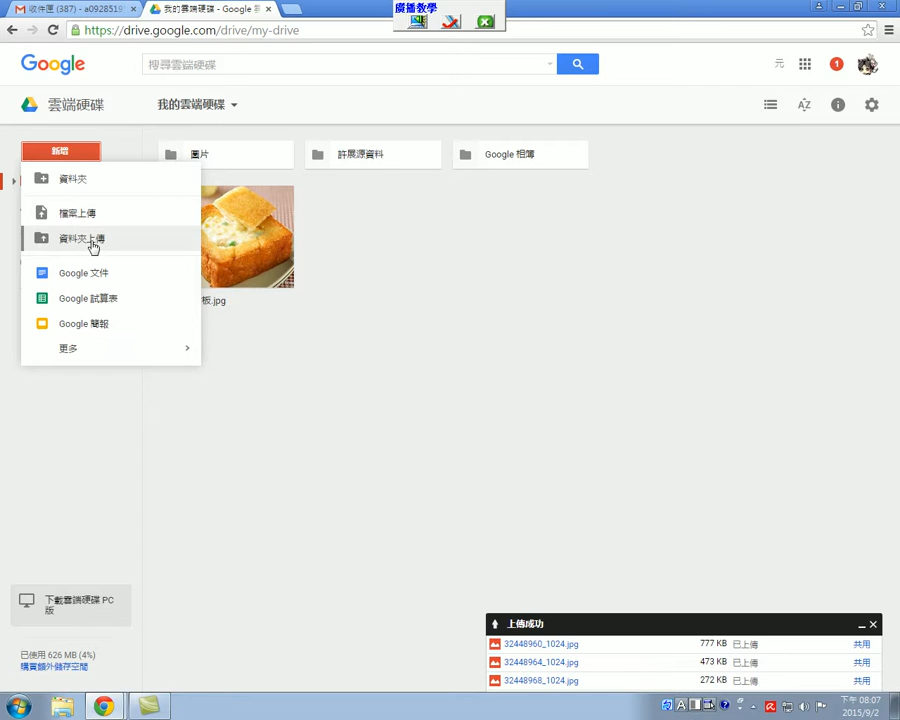 收件匣 (387) - a0928519
我的雲端硬碟 - Google
廣播教學
https://drive.google.com/drive/my-drive
Google
搜尋雲端硬碟
元
1
雲端硬碟
我的雲端硬碟
新增
圖片
許展源資料
Google 相簿
資料夾
檔案上傳
資料夾上傳
Google 文件
Google 試算表
Google 簡報
更多
板.jpg
下載雲端硬碟 PC
版
已使用 626 MB (4%)
購買額外儲存空間
上傳成功
32448960_1024.jpg 777 KB 已上傳 共用
32448964_1024.jpg 473 KB 已上傳 共用
32448968_1024.jpg 272 KB 已上傳 共用
下午 08:07
2015/9/2